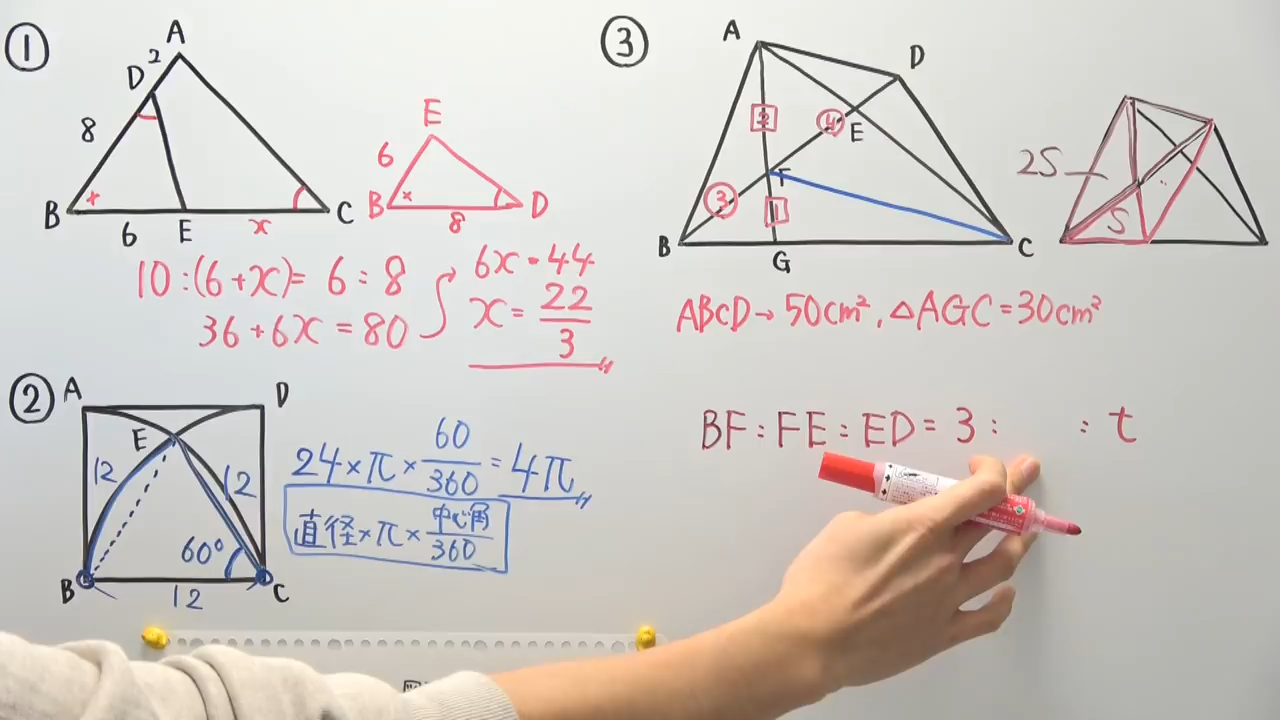 ①
A
2
D
8
×
B
6
E
x
C
E
6
B
×
8
D
10:(6+x)=6:8
36+6x=80
6x=44
x=22/3
②
A
D
E
12
12
60°
B
12
C
24×π×60/360=4π
直径×π×中心角/360
③
A
D
2
4
E
F
3
1
B
G
C
2S
S
ABCD→50cm², △AGC=30cm²
BF:FE:ED=3: :t